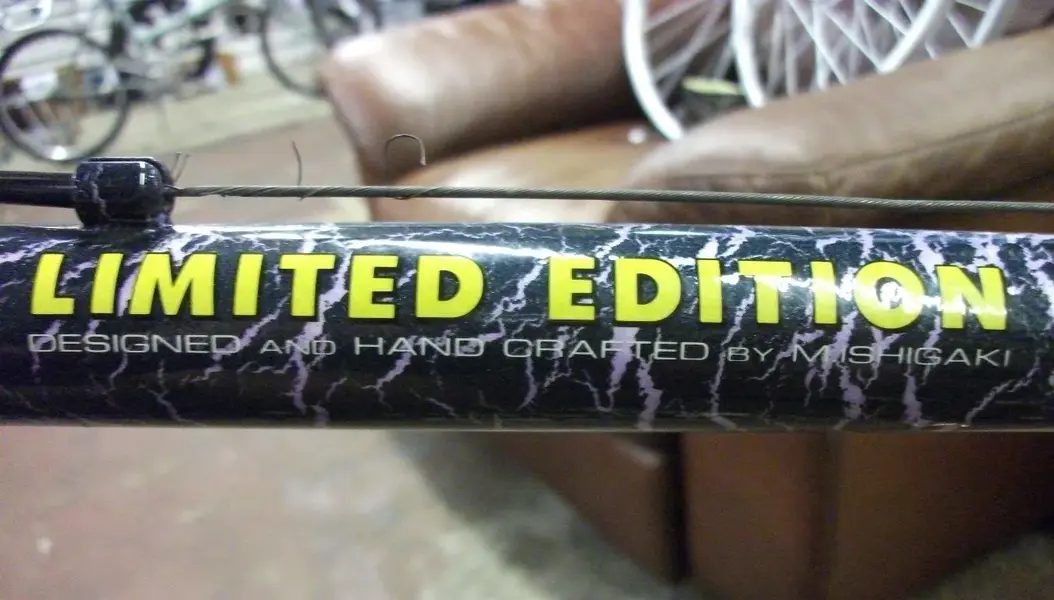 LIMITED EDITION
DESIGNED AND HAND CRAFTED BY M.ISHIGAKI